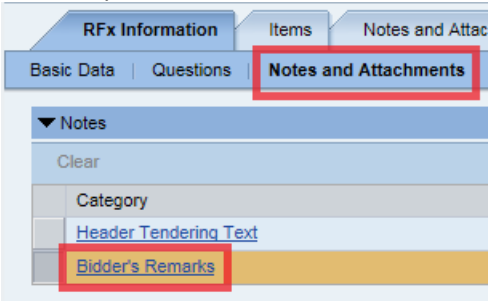 RFx Information Items Notes and Attac
Basic Data | Questions | Notes and Attachments
Notes
Clear
Category
Header Tendering Text
Bidder's Remarks